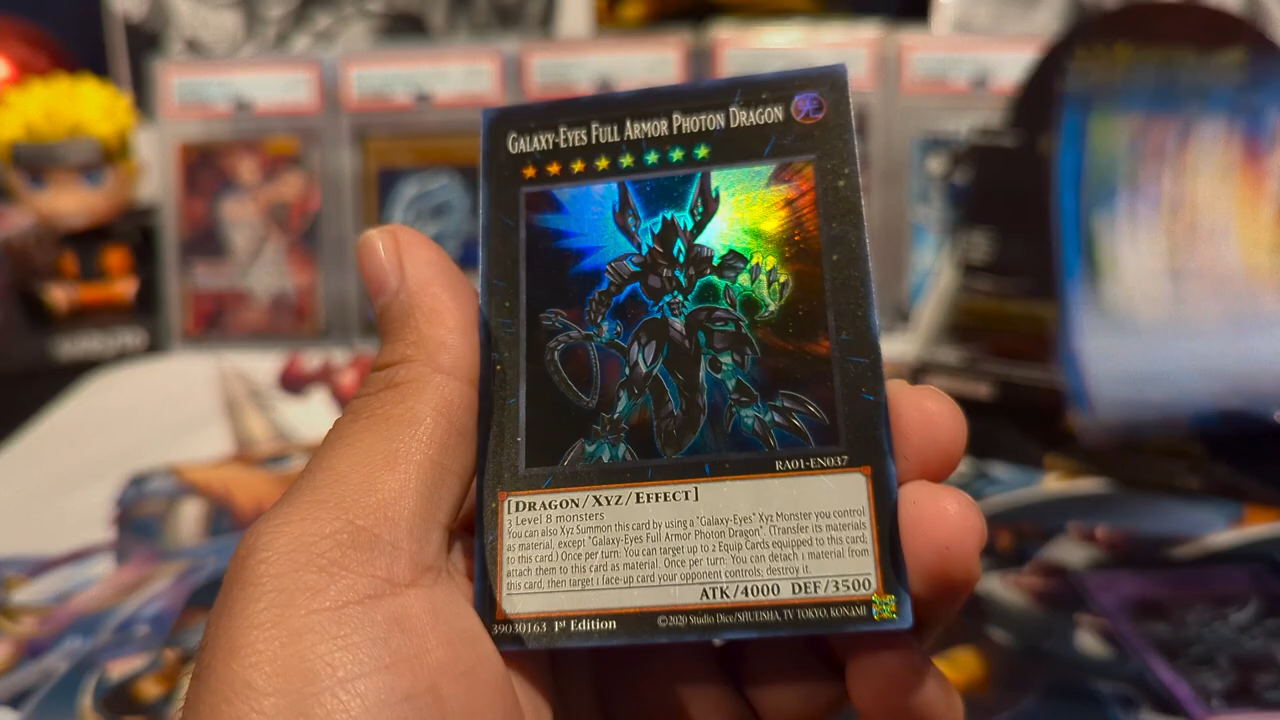 GALAXY-EYES FULL ARMOR PHOTON DRAGON
RA01-EN037
[DRAGON/XYZ/EFFECT]
3 Level 8 monsters
You can also Xyz Summon this card by using a "Galaxy-Eyes" Xyz Monster you control
as material, except "Galaxy-Eyes Full Armor Photon Dragon". (Transfer its materials
to this card.) Once per turn: You can target up to 2 Equip Cards equipped to this card;
attach them to this card as material. Once per turn: You can detach 1 material from
this card, then target 1 face-up card your opponent controls; destroy it.
ATK/4000 DEF/3500
39030163 1st Edition ©2020 Studio Dice/SHUEISHA, TV TOKYO, KONAMI